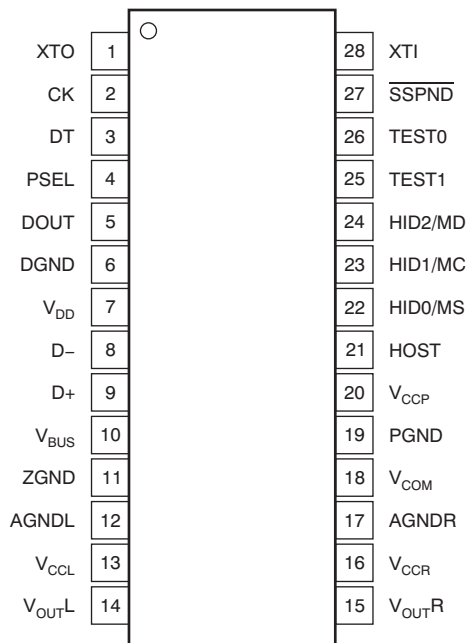 XTO 1 28 XTI
CK 2 27 SSPND
DT 3 26 TEST0
PSEL 4 25 TEST1
DOUT 5 24 HID2/MD
DGND 6 23 HID1/MC
VDD 7 22 HID0/MS
D− 8 21 HOST
D+ 9 20 VCCP
VBUS 10 19 PGND
ZGND 11 18 VCOM
AGNDL 12 17 AGNDR
VCCL 13 16 VCCR
VOUTL 14 15 VOUTR